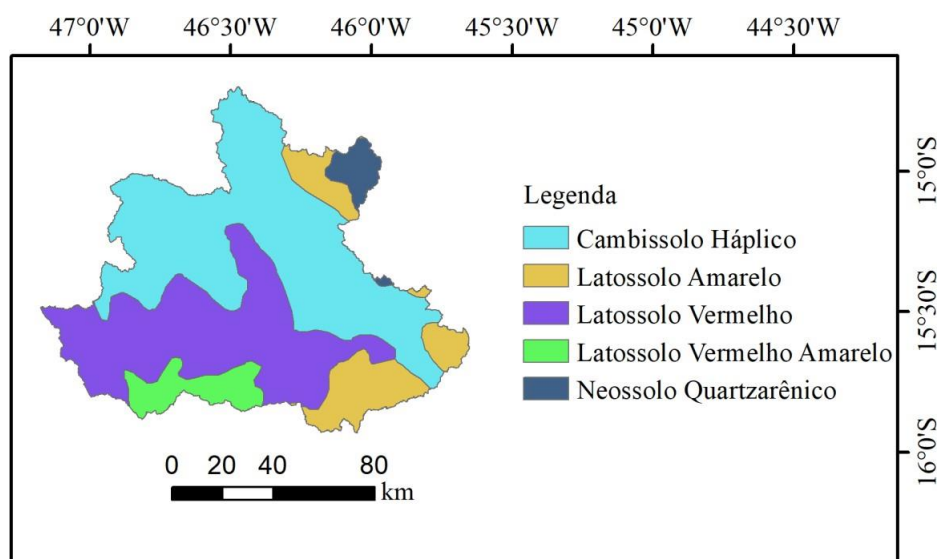 47°0'W 46°30'W 46°0'W 45°30'W 45°0'W 44°30'W
15°0'S
Legenda
Cambissolo Háplico
Latossolo Amarelo
15°30'S
Latossolo Vermelho
Latossolo Vermelho Amarelo
Neossolo Quartzarênico
16°0'S
0 20 40 80
km